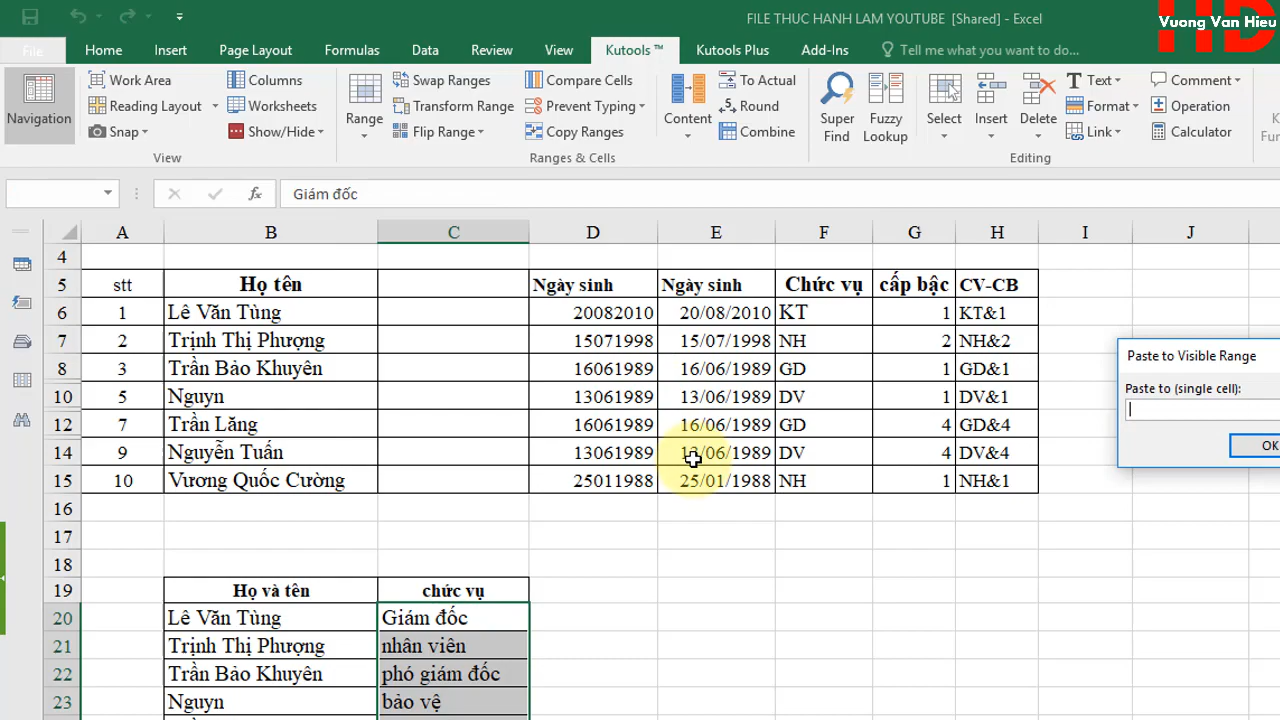 FILE THUC HANH LAM YOUTUBE [Shared] - Excel
HD
Vuong Van Hieu
File Home Insert Page Layout Formulas Data Review View Kutools ™ Kutools Plus Add-Ins Tell me what you want to do...
Navigation
Work Area
Reading Layout
Snap
Columns
Worksheets
Show/Hide
View
Range
Swap Ranges
Transform Range
Flip Range
Compare Cells
Prevent Typing
Copy Ranges
Content
To Actual
Round
Combine
Ranges & Cells
Super Find
Fuzzy Lookup
Select
Insert
Delete
Text
Format
Link
Comment
Operation
Calculator
Editing
fx Giám đốc
A B C D E F G H I J
4
5 stt Họ tên Ngày sinh Ngày sinh Chức vụ cấp bậc CV-CB
6 1 Lê Văn Tùng 20082010 20/08/2010 KT 1 KT&1
7 2 Trịnh Thị Phượng 15071998 15/07/1998 NH 2 NH&2
8 3 Trần Bảo Khuyên 16061989 16/06/1989 GD 1 GD&1
10 5 Nguyn 13061989 13/06/1989 DV 1 DV&1
12 7 Trần Lăng 16061989 16/06/1989 GD 4 GD&4
14 9 Nguyễn Tuấn 13061989 13/06/1989 DV 4 DV&4
15 10 Vương Quốc Cường 25011988 25/01/1988 NH 1 NH&1
16
17
18
19 Họ và tên chức vụ
20 Lê Văn Tùng Giám đốc
21 Trịnh Thị Phượng nhân viên
22 Trần Bảo Khuyên phó giám đốc
23 Nguyn bảo vệ
Paste to Visible Range
Paste to (single cell):
OK